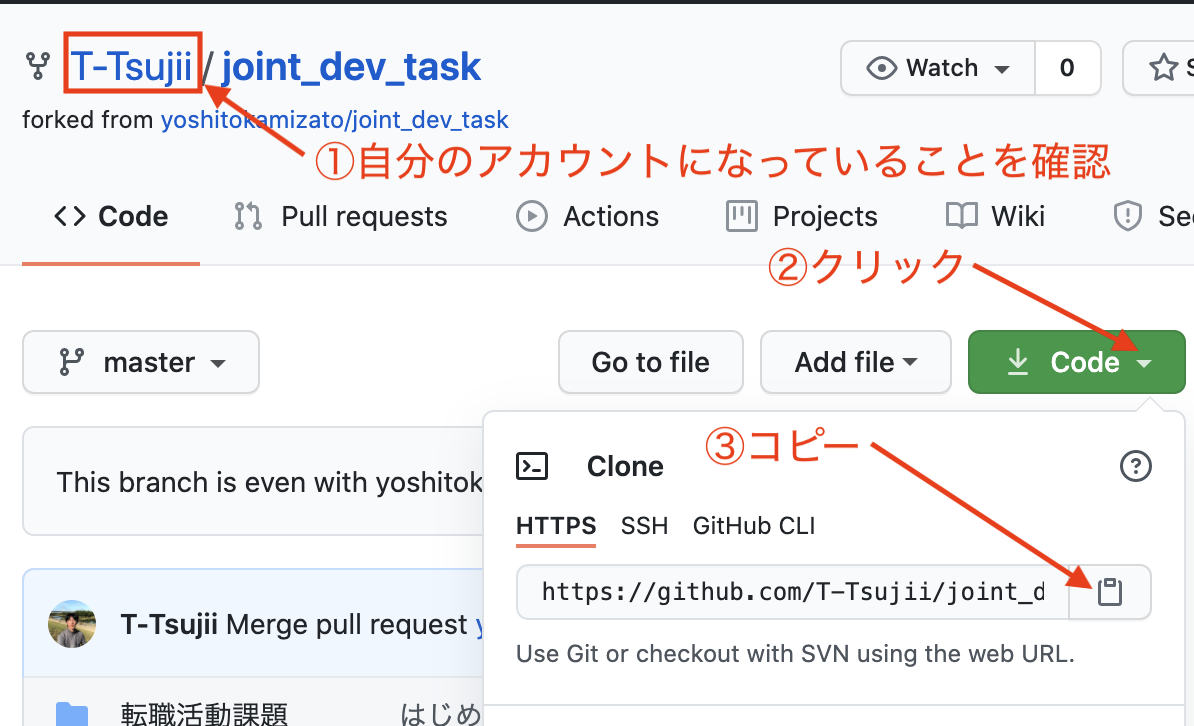 T-Tsujii / joint_dev_task
Watch 0
forked from yoshitokamizato/joint_dev_task
①自分のアカウントになっていることを確認
Code Pull requests Actions Projects Wiki
②クリック
master Go to file Add file Code
③コピー
Clone
This branch is even with
HTTPS SSH GitHub CLI
https://github.com/T-Tsujii/joint_d
T-Tsujii Merge pull request
Use Git or checkout with SVN using the web URL.
転職活動課題 はじめ